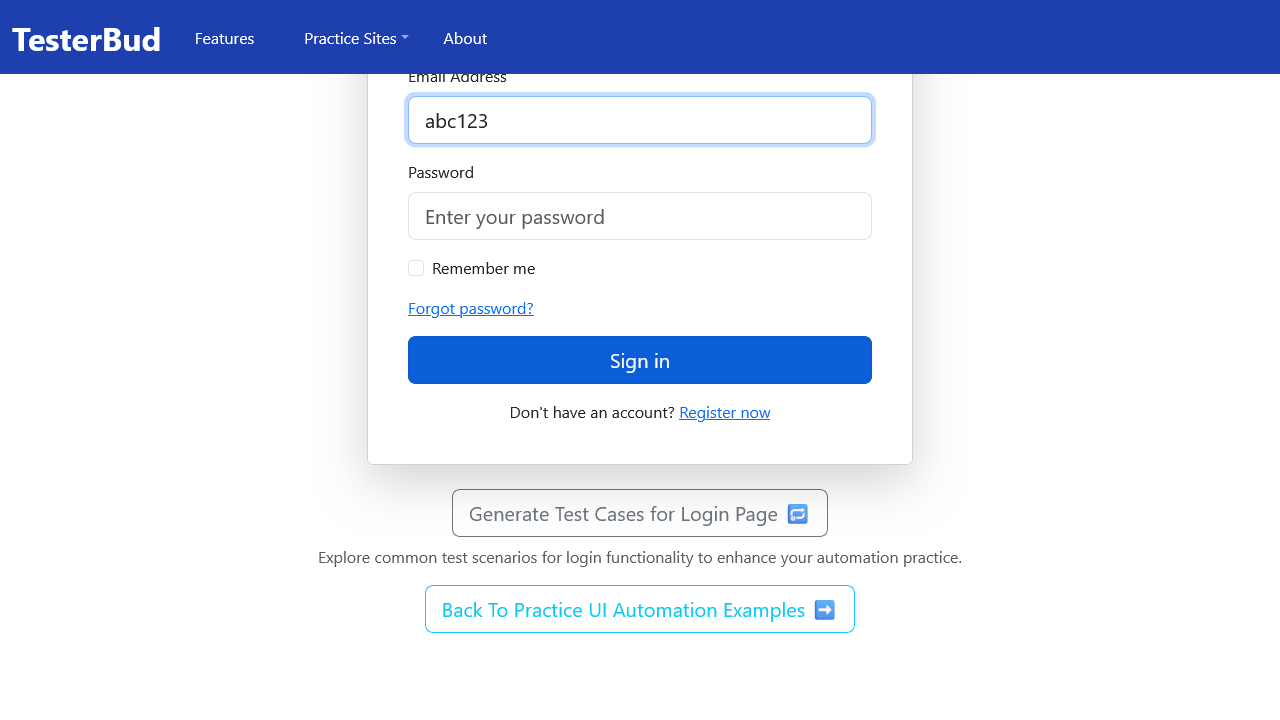 TesterBud Features Practice Sites About
Email Address
abc123
Password
Enter your password
Remember me
Forgot password?
Sign in
Don't have an account? Register now
Generate Test Cases for Login Page
Explore common test scenarios for login functionality to enhance your automation practice.
Back To Practice UI Automation Examples